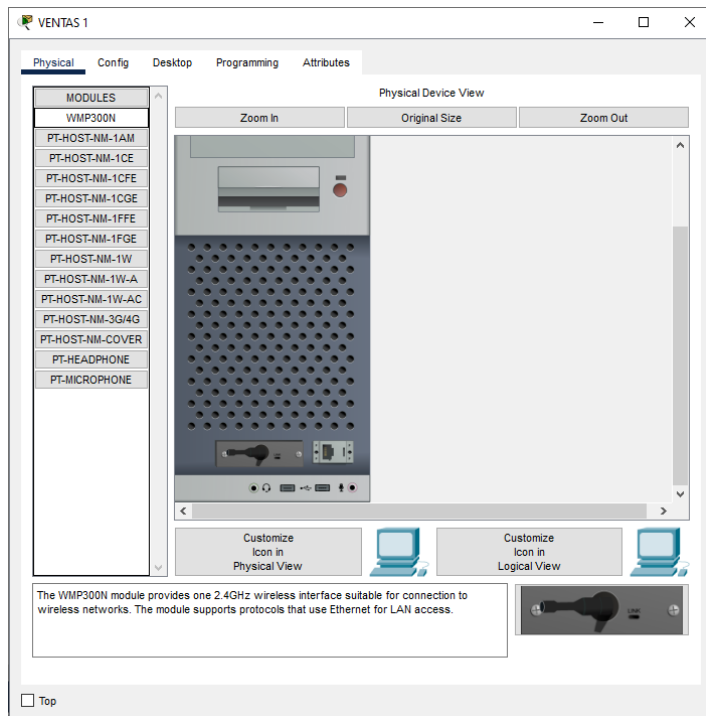 VENTAS 1
Physical Config Desktop Programming Attributes
MODULES
WMP300N
PT-HOST-NM-1AM
PT-HOST-NM-1CE
PT-HOST-NM-1CFE
PT-HOST-NM-1CGE
PT-HOST-NM-1FFE
PT-HOST-NM-1FGE
PT-HOST-NM-1W
PT-HOST-NM-1W-A
PT-HOST-NM-1W-AC
PT-HOST-NM-3G/4G
PT-HOST-NM-COVER
PT-HEADPHONE
PT-MICROPHONE
Physical Device View
Zoom In Original Size Zoom Out
Customize
Icon in
Physical View
Customize
Icon in
Logical View
The WMP300N module provides one 2.4GHz wireless interface suitable for connection to
wireless networks. The module supports protocols that use Ethernet for LAN access.
LINK
Top